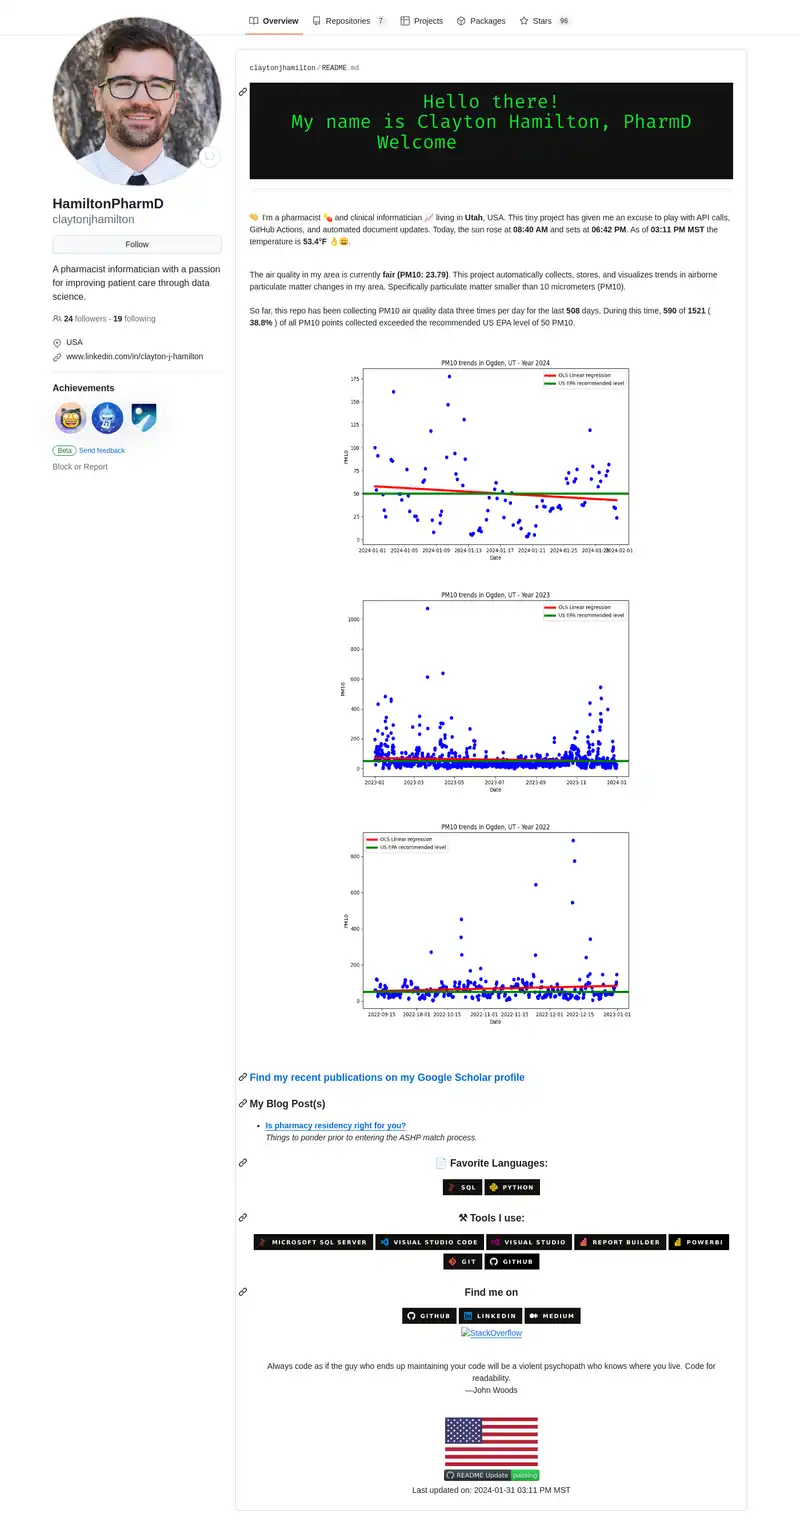 Overview
Repositories 7
Projects
Packages
Stars 96
HamiltonPharmD
claytonjhamilton
Follow
A pharmacist informatician with a passion
for improving patient care through data
science.
24 followers · 19 following
USA
www.linkedin.com/in/clayton-j-hamilton
Achievements
Beta Send feedback
Block or Report
claytonjhamilton / README.md
Hello there!
My name is Clayton Hamilton, PharmD
Welcome
👋 I'm a pharmacist 💊 and clinical informatician 📈 living in Utah, USA. This tiny project has given me an excuse to play with API calls,
GitHub Actions, and automated document updates. Today, the sun rose at 08:40 AM and sets at 06:42 PM. As of 03:11 PM MST the
temperature is 53.4°F 👌😄.
The air quality in my area is currently fair (PM10: 23.79). This project automatically collects, stores, and visualizes trends in airborne
particulate matter changes in my area. Specifically particulate matter smaller than 10 micrometers (PM10).
So far, this repo has been collecting PM10 air quality data three times per day for the last 508 days. During this time, 590 of 1521 (
38.8% ) of all PM10 points collected exceeded the recommended US EPA level of 50 PM10.
PM10 trends in Ogden, UT - Year 2024
OLS Linear regression
US EPA recommended level
175
150
125
100
75
50
25
0
PM10
2024-01-01 2024-01-05 2024-01-09 2024-01-13 2024-01-17 2024-01-21 2024-01-25 2024-02-01
Date
PM10 trends in Ogden, UT - Year 2023
OLS Linear regression
US EPA recommended level
1000
800
600
400
200
0
PM10
2023-01 2023-03 2023-05 2023-07 2023-09 2023-11 2024-01
Date
PM10 trends in Ogden, UT - Year 2022
OLS Linear regression
US EPA recommended level
800
600
400
200
0
PM10
2022-09-15 2022-10-01 2022-10-15 2022-11-01 2022-11-15 2022-12-01 2022-12-15 2023-01-01
Date
Find my recent publications on my Google Scholar profile
My Blog Post(s)
• Is pharmacy residency right for you?
Things to ponder prior to entering the ASHP match process.
📄 Favorite Languages:
SQL PYTHON
⚒ Tools I use:
MICROSOFT SQL SERVER VISUAL STUDIO CODE VISUAL STUDIO REPORT BUILDER POWERBI
GIT GITHUB
Find me on
GITHUB LINKEDIN MEDIUM
StackOverflow
Always code as if the guy who ends up maintaining your code will be a violent psychopath who knows where you live. Code for
readability.
—John Woods
README Update passing
Last updated on: 2024-01-31 03:11 PM MST